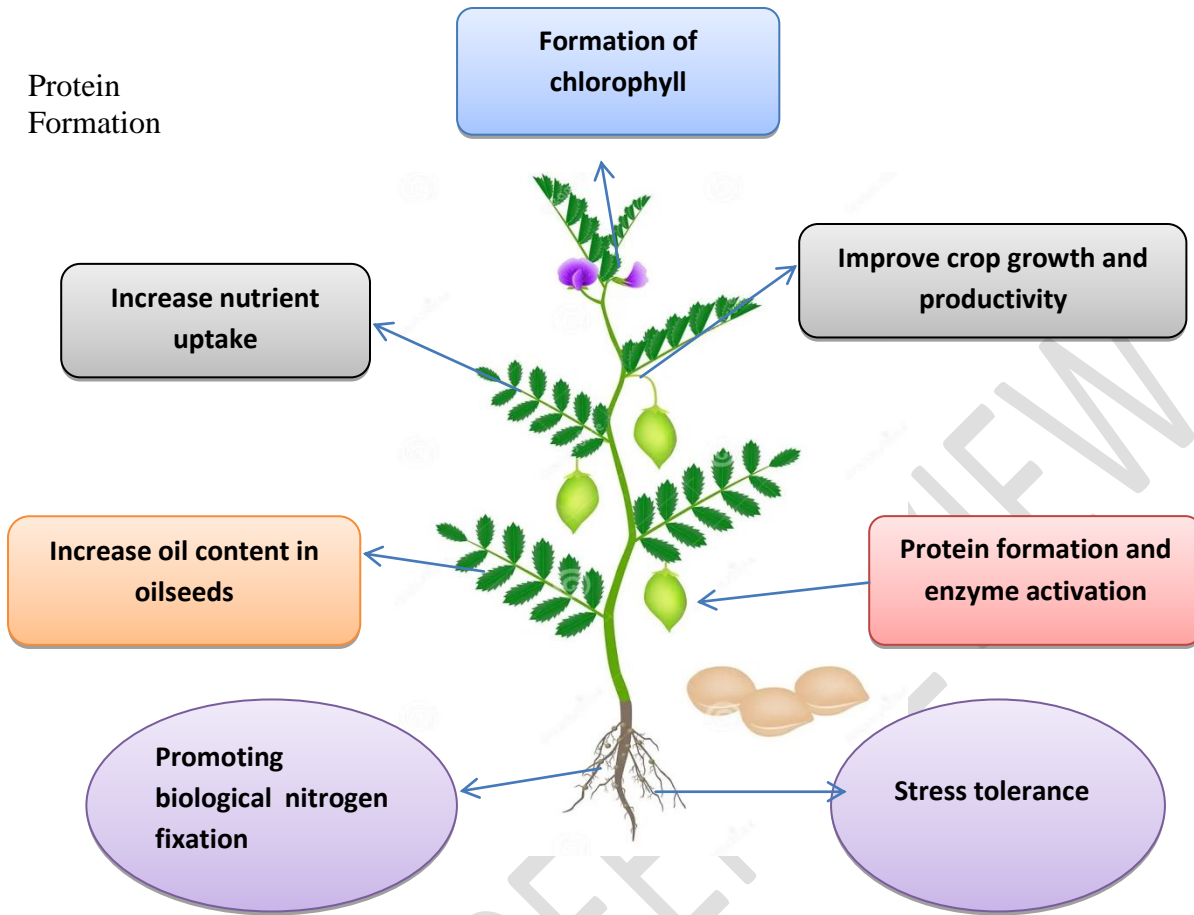 Formation of
chlorophyll
Protein
Formation
Improve crop growth and
productivity
Increase nutrient
uptake
Increase oil content in
oilseeds
Protein formation and
enzyme activation
Promoting
biological nitrogen
fixation
Stress tolerance